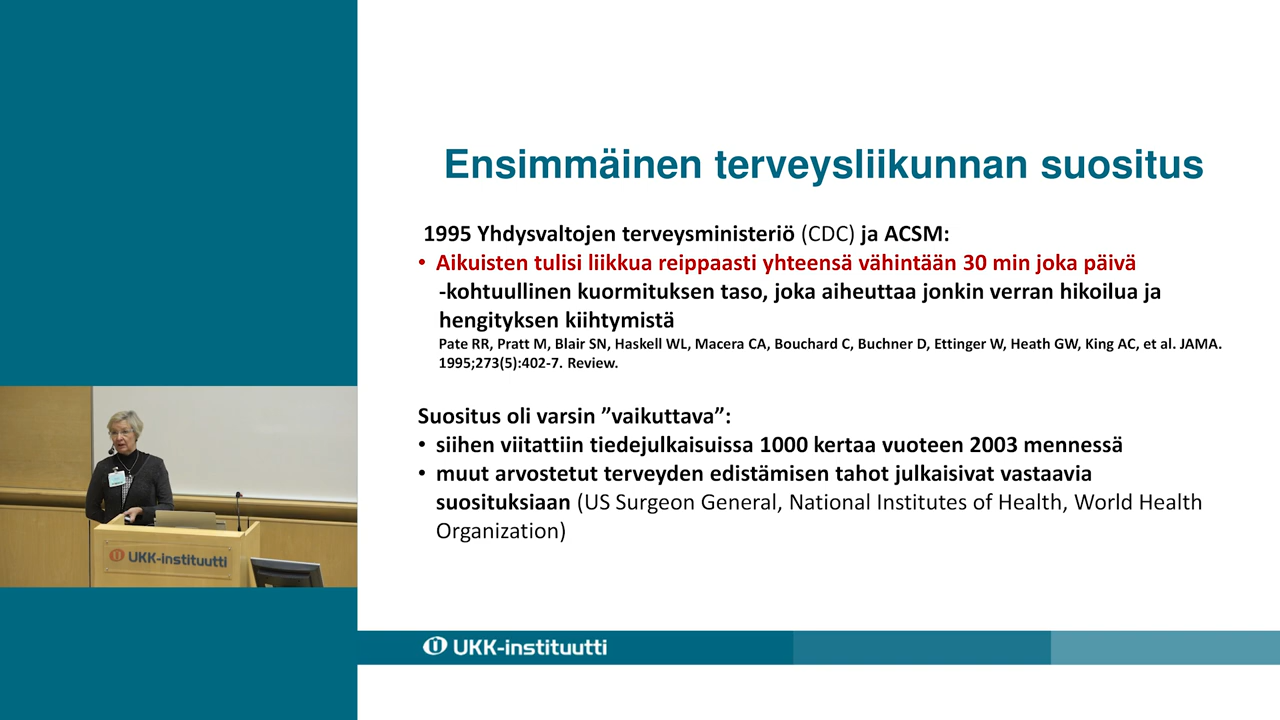 Ensimmäinen terveysliikunnan suositus
1995 Yhdysvaltojen terveysministeriö (CDC) ja ACSM:
• Aikuisten tulisi liikkua reippaasti yhteensä vähintään 30 min joka päivä
-kohtuullinen kuormituksen taso, joka aiheuttaa jonkin verran hikoilua ja
hengityksen kiihtymistä
Pate RR, Pratt M, Blair SN, Haskell WL, Macera CA, Bouchard C, Buchner D, Ettinger W, Heath GW, King AC, et al. JAMA.
1995;273(5):402-7. Review.
Suositus oli varsin ”vaikuttava”:
• siihen viitattiin tiedejulkaisuissa 1000 kertaa vuoteen 2003 mennessä
• muut arvostetut terveyden edistämisen tahot julkaisivat vastaavia
suosituksiaan (US Surgeon General, National Institutes of Health, World Health
Organization)
UKK-instituutti
UKK-instituutti